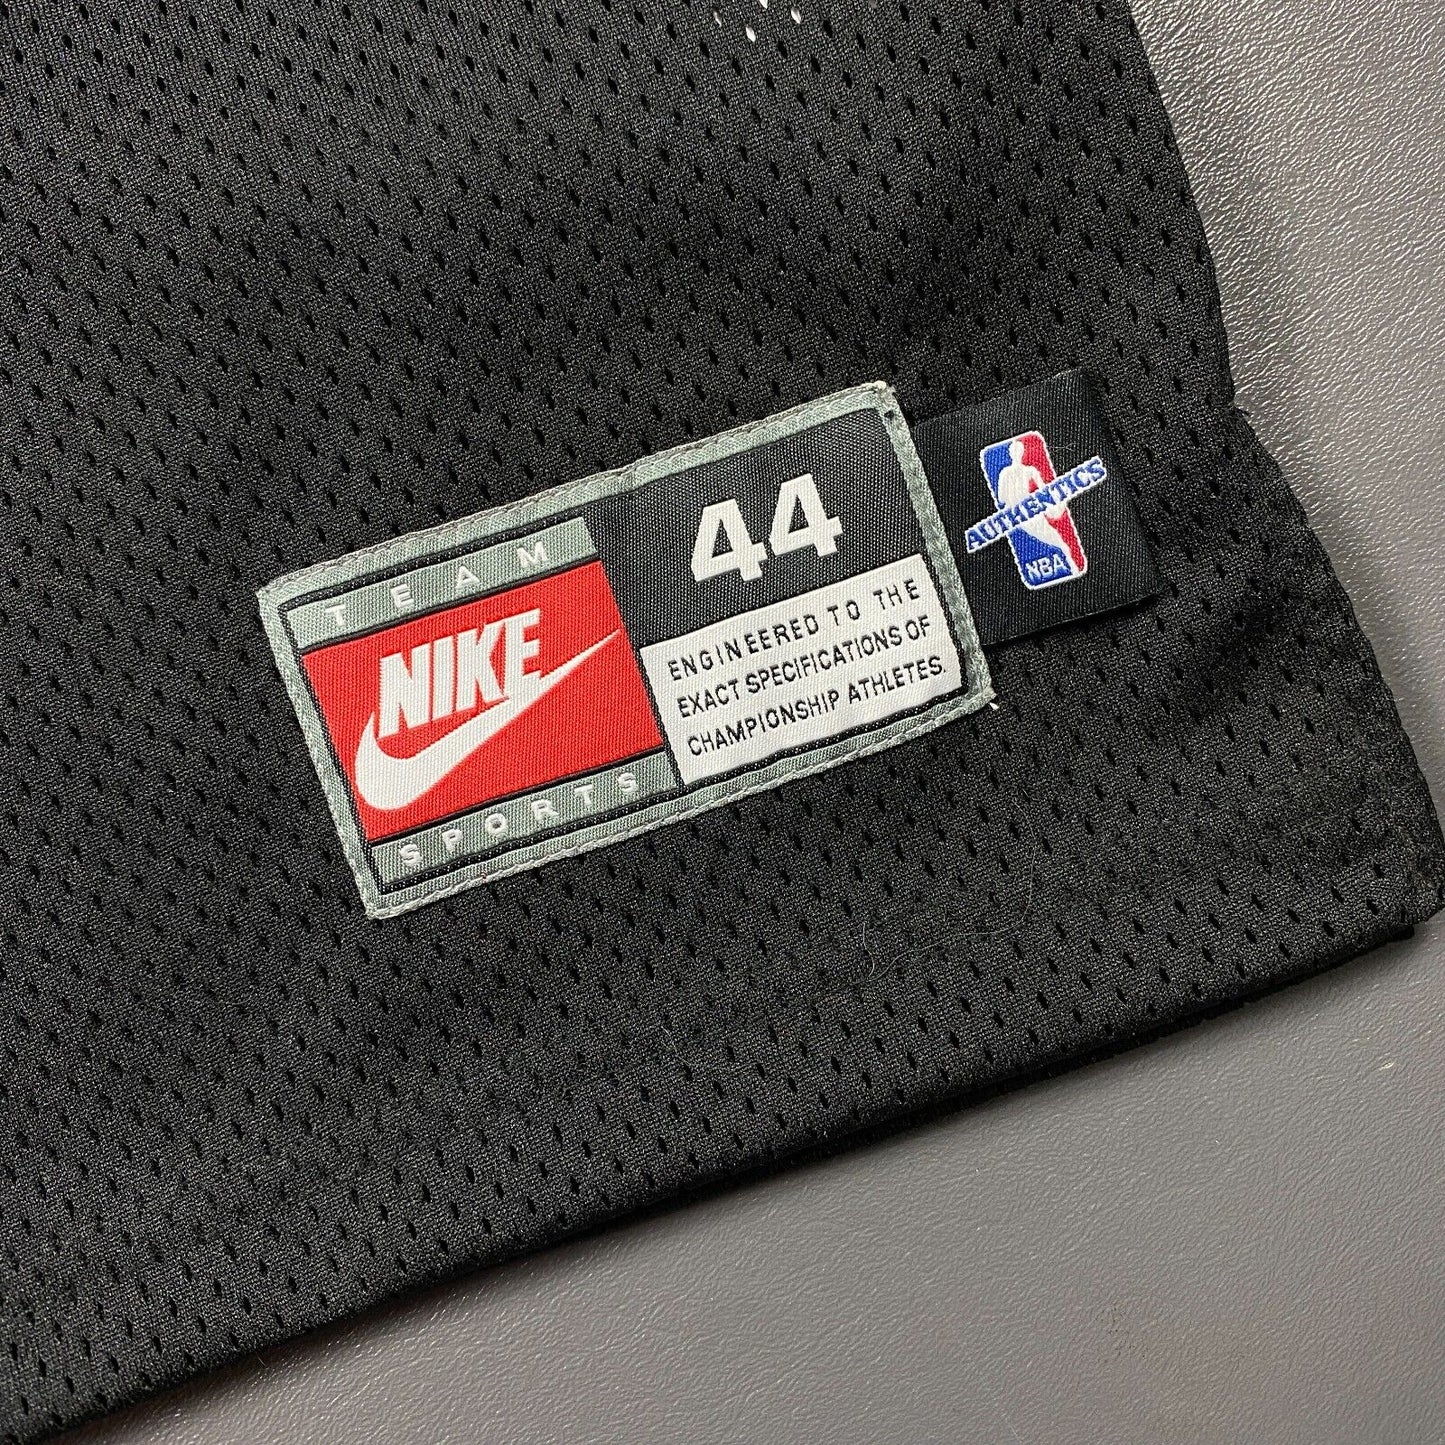 TEAM
NIKE
SPORTS
44
ENGINEERED TO THE
EXACT SPECIFICATIONS OF
CHAMPIONSHIP ATHLETES.
AUTHENTICS
NBA